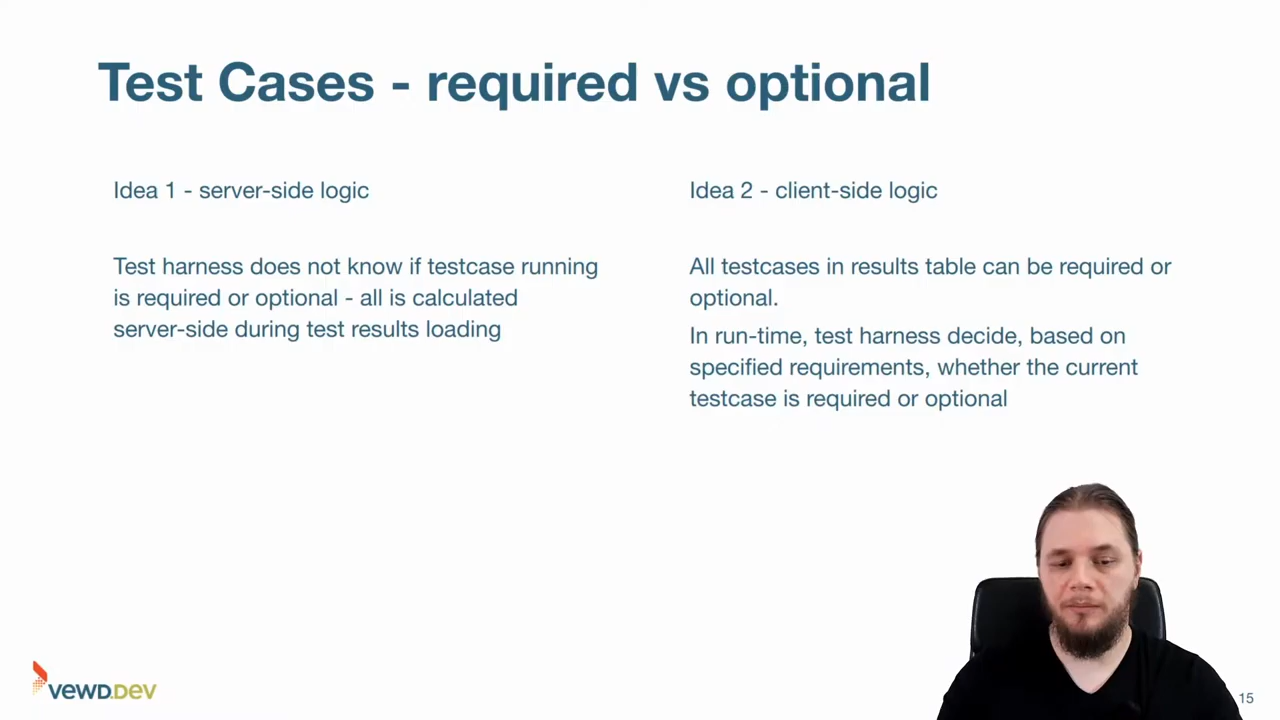 Test Cases - required vs optional
Idea 1 - server-side logic
Test harness does not know if testcase running
is required or optional - all is calculated
server-side during test results loading
Idea 2 - client-side logic
All testcases in results table can be required or
optional.
In run-time, test harness decide, based on
specified requirements, whether the current
testcase is required or optional
VEWD.DEV
15